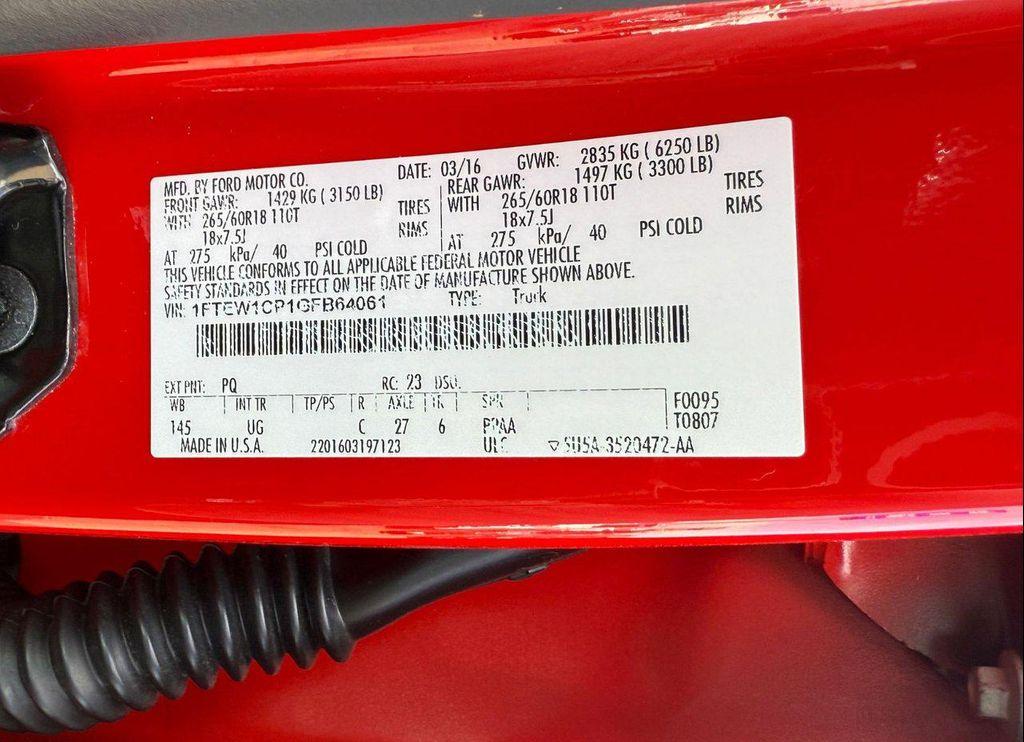 MFD. BY FORD MOTOR CO. DATE: 03/16 GVWR: 2835 KG ( 6250 LB)
FRONT GAWR: 1429 KG ( 3150 LB) REAR GAWR: 1497 KG ( 3300 LB)
WITH 265/60R18 110T TIRES WITH 265/60R18 110T TIRES
18x7.5J RIMS 18x7.5J RIMS
AT 275 kPa/ 40 PSI COLD AT 275 kPa/ 40 PSI COLD
THIS VEHICLE CONFORMS TO ALL APPLICABLE FEDERAL MOTOR VEHICLE
SAFETY STANDARDS IN EFFECT ON THE DATE OF MANUFACTURE SHOWN ABOVE.
VIN: 1FTEW1CP1GFB64061 TYPE: Truck
EXT PNT: PQ RC: 23 DSO:
WB INT TR TP/PS R AXLE TR SPR F0095
145 UG C 27 6 PPAA T0807
MADE IN U.S.A. 2201603197123 5U5A-3520472-AA